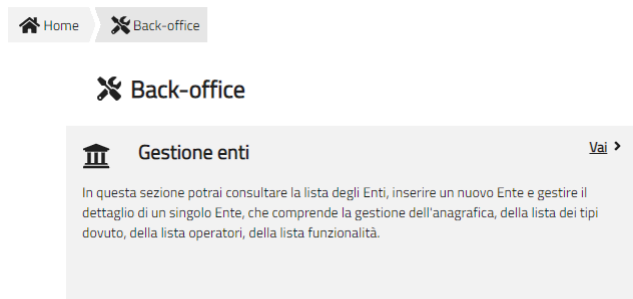 Home Back-office
Back-office
Gestione enti Vai
In questa sezione potrai consultare la lista degli Enti, inserire un nuovo Ente e gestire il
dettaglio di un singolo Ente, che comprende la gestione dell'anagrafica, della lista dei tipi
dovuto, della lista operatori, della lista funzionalità.